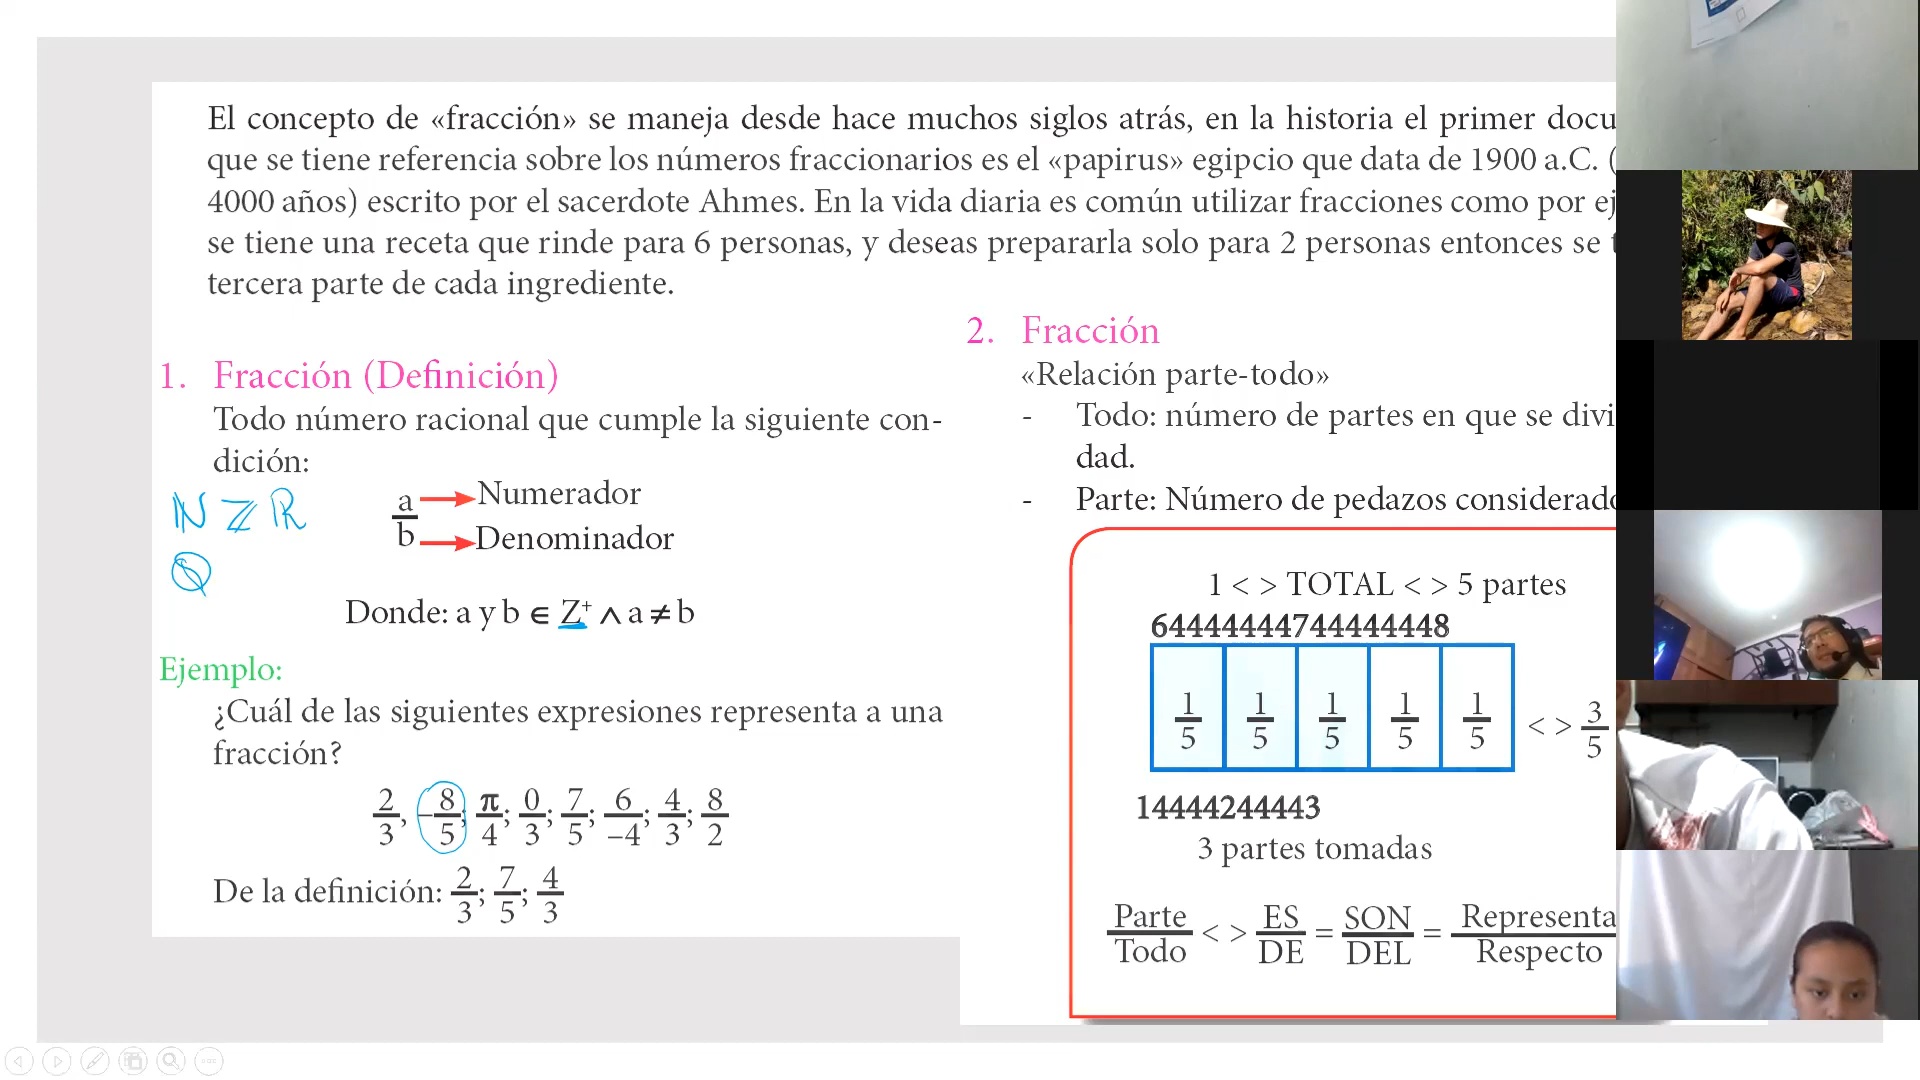 El concepto de «fracción» se maneja desde hace muchos siglos atrás, en la historia el primer docu
que se tiene referencia sobre los números fraccionarios es el «papirus» egipcio que data de 1900 a.C. (
4000 años) escrito por el sacerdote Ahmes. En la vida diaria es común utilizar fracciones como por ej
se tiene una receta que rinde para 6 personas, y deseas prepararla solo para 2 personas entonces se t
tercera parte de cada ingrediente.
1. Fracción (Definición)
Todo número racional que cumple la siguiente con-
dición:
ℕ ℤ ℝ
ℚ
a → Numerador
b → Denominador
Donde: a y b ∈ Z⁺ ∧ a ≠ b
Ejemplo:
¿Cuál de las siguientes expresiones representa a una
fracción?
2/3, −8/5; π/4; 0/3; 7/5; 6/−4; 4/3; 8/2
De la definición: 2/3; 7/5; 4/3
2. Fracción
«Relación parte-todo»
- Todo: número de partes en que se divi
dad.
- Parte: Número de pedazos considerado
1 < > TOTAL < > 5 partes
64444444744444448
1/5 1/5 1/5 1/5 1/5 < > 3/5
14444244443
3 partes tomadas
Parte/Todo < > ES/DE = SON/DEL = Representa/Respecto